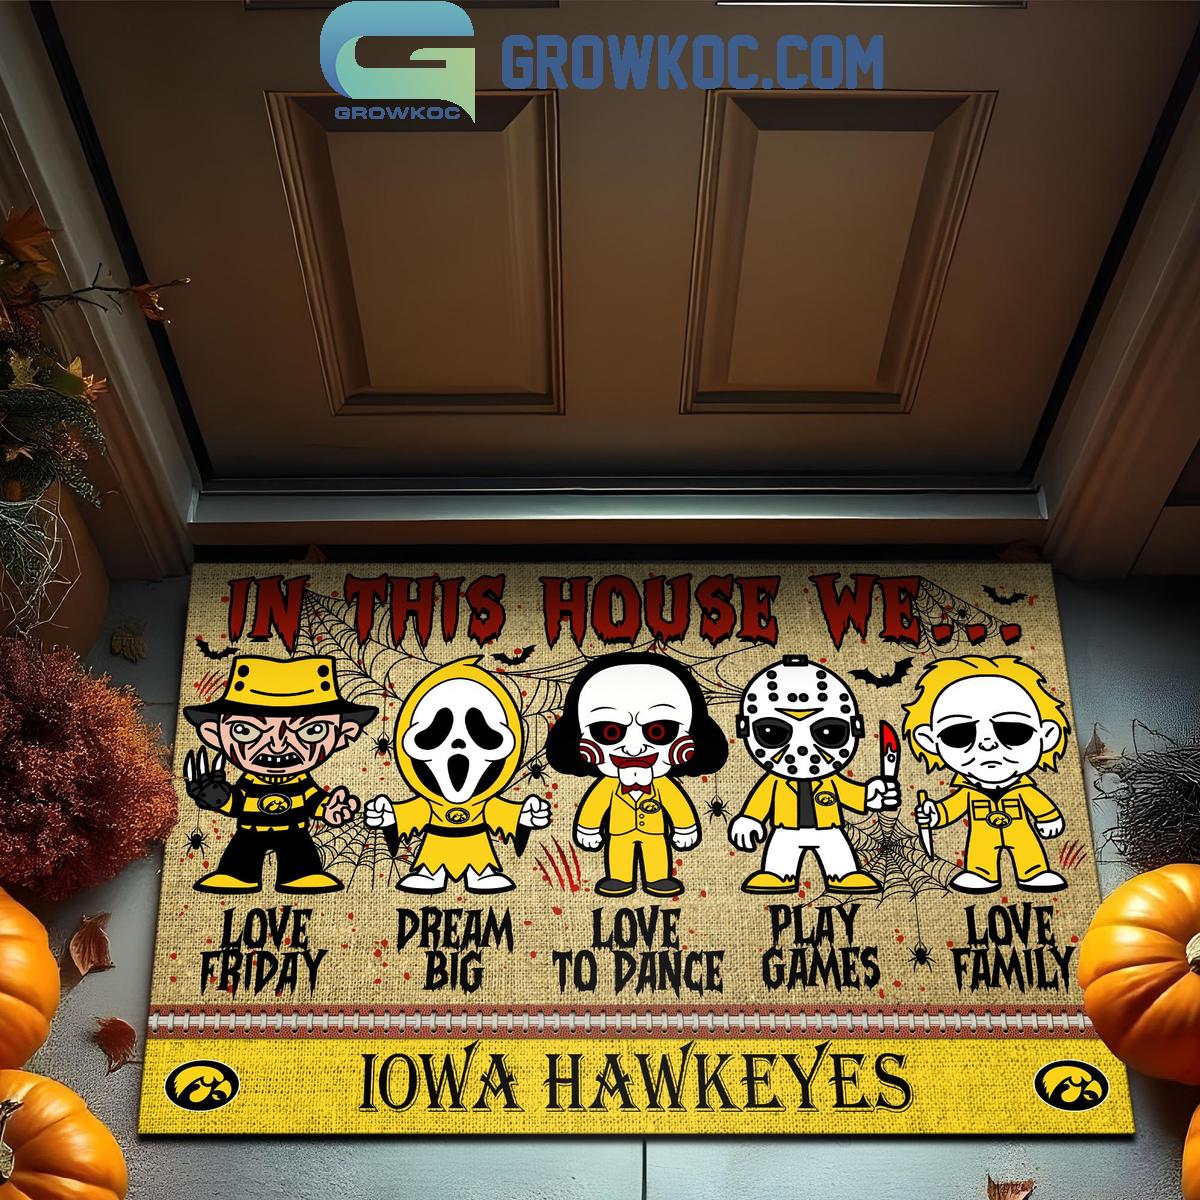 GROWKOC.COM
GROWKOC
IN THIS HOUSE WE...
LOVE
FRIDAY
DREAM
BIG
LOVE
TO DANCE
PLAY
GAMES
LOVE
FAMILY
IOWA HAWKEYES